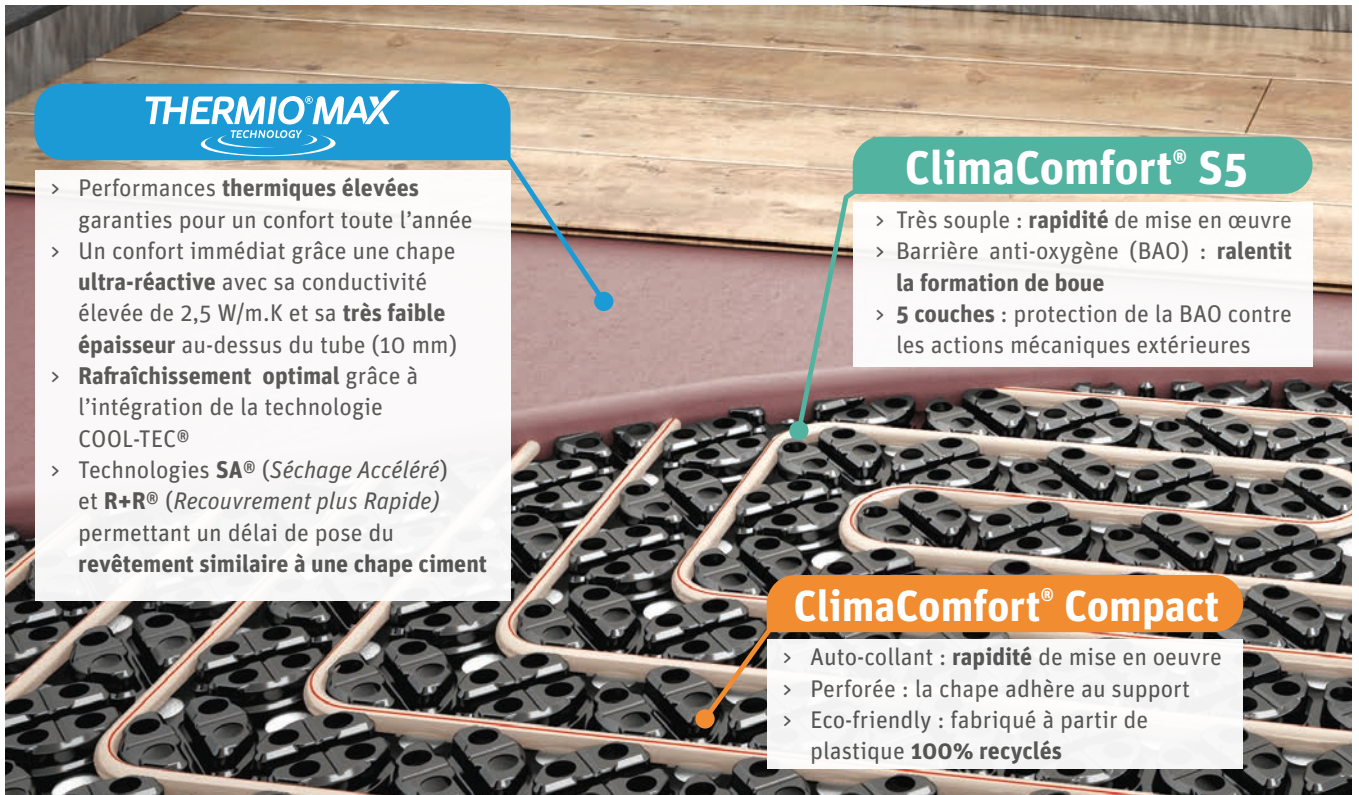 THERMIO® MAX
TECHNOLOGY
> Performances thermiques élevées
garanties pour un confort toute l'année
> Un confort immédiat grâce une chape
ultra-réactive avec sa conductivité
élevée de 2,5 W/m.K et sa très faible
épaisseur au-dessus du tube (10 mm)
> Rafraîchissement optimal grâce à
l'intégration de la technologie
COOL-TEC®
> Technologies SA® (Séchage Accéléré)
et R+R® (Recouvrement plus Rapide)
permettant un délai de pose du
revêtement similaire à une chape ciment
ClimaComfort® S5
> Très souple : rapidité de mise en œuvre
> Barrière anti-oxygène (BAO) : ralentit
la formation de boue
> 5 couches : protection de la BAO contre
les actions mécaniques extérieures
ClimaComfort® Compact
> Auto-collant : rapidité de mise en oeuvre
> Perforée : la chape adhère au support
> Eco-friendly : fabriqué à partir de
plastique 100% recyclés